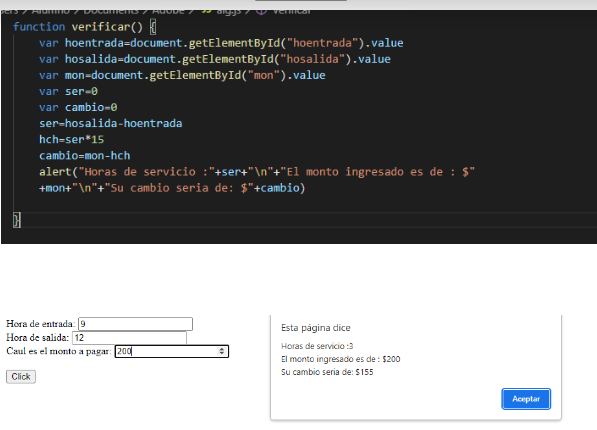 Documents > Adobe > JS alg.js > verificar
function verificar() {
var hoentrada=document.getElementById("hoentrada").value
var hosalida=document.getElementById("hosalida").value
var mon=document.getElementById("mon").value
var ser=0
var cambio=0
ser=hosalida-hoentrada
hch=ser*15
cambio=mon-hch
alert("Horas de servicio :"+ser+"\n"+"El monto ingresado es de : $"
+mon+"\n"+"Su cambio seria de: $"+cambio)
}
Hora de entrada: 9
Hora de salida: 12
Caul es el monto a pagar: 200
Click
Esta página dice
Horas de servicio :3
El monto ingresado es de : $200
Su cambio seria de: $155
Aceptar